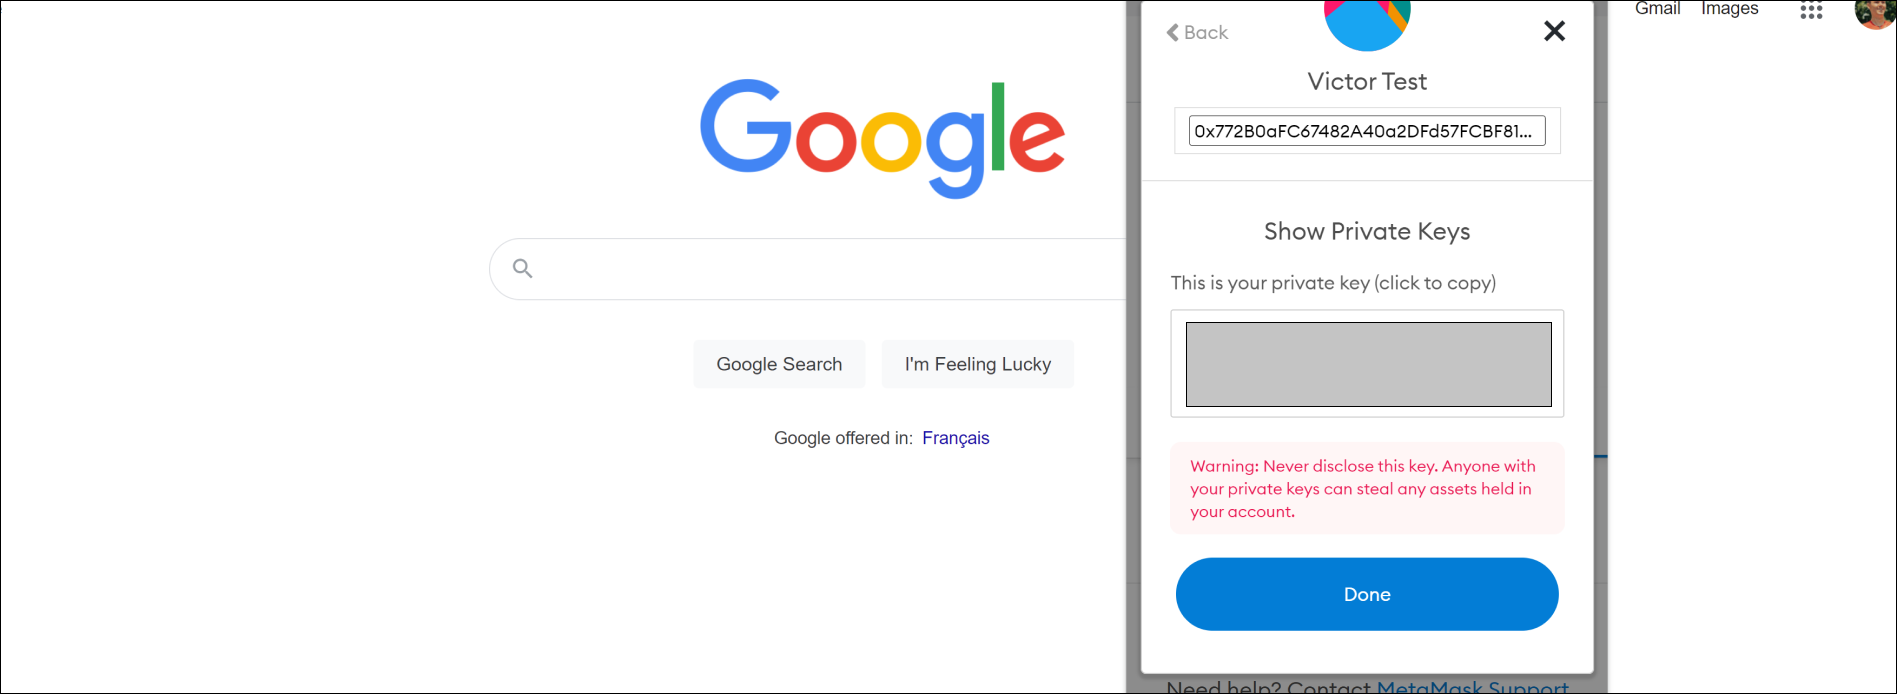 Gmail Images
Back
Victor Test
0x772B0aFC67482A40a2DFd57FCBF81...
Google
Show Private Keys
This is your private key (click to copy)
Google Search
I'm Feeling Lucky
Google offered in: Français
Warning: Never disclose this key. Anyone with
your private keys can steal any assets held in
your account.
Done
Need help? Contact MetaMask Support